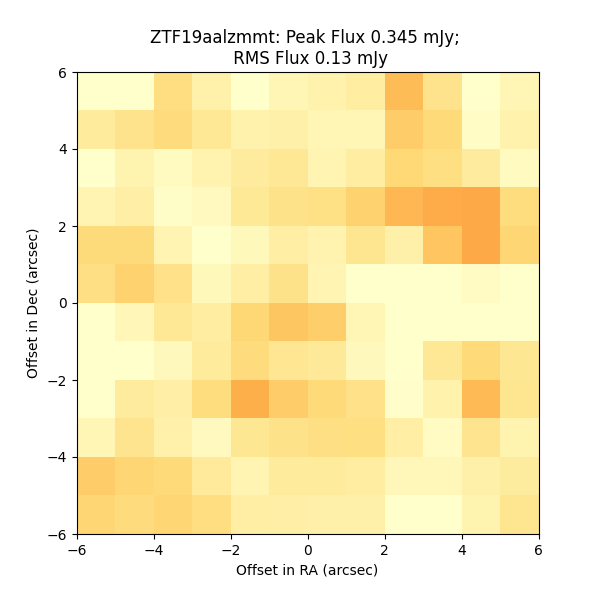 ZTF19aalzmmt: Peak Flux 0.345 mJy;
RMS Flux 0.13 mJy
6
4
2
0
−2
−4
−6
Offset in Dec (arcsec)
−6 −4 −2 0 2 4 6
Offset in RA (arcsec)